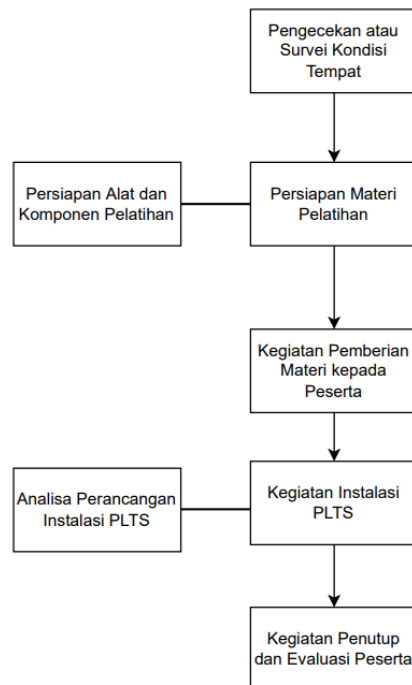 Pengecekan atau
Survei Kondisi
Tempat
Persiapan Alat dan
Komponen Pelatihan
Persiapan Materi
Pelatihan
Kegiatan Pemberian
Materi kepada
Peserta
Analisa Perancangan
Instalasi PLTS
Kegiatan Instalasi
PLTS
Kegiatan Penutup
dan Evaluasi Peserta